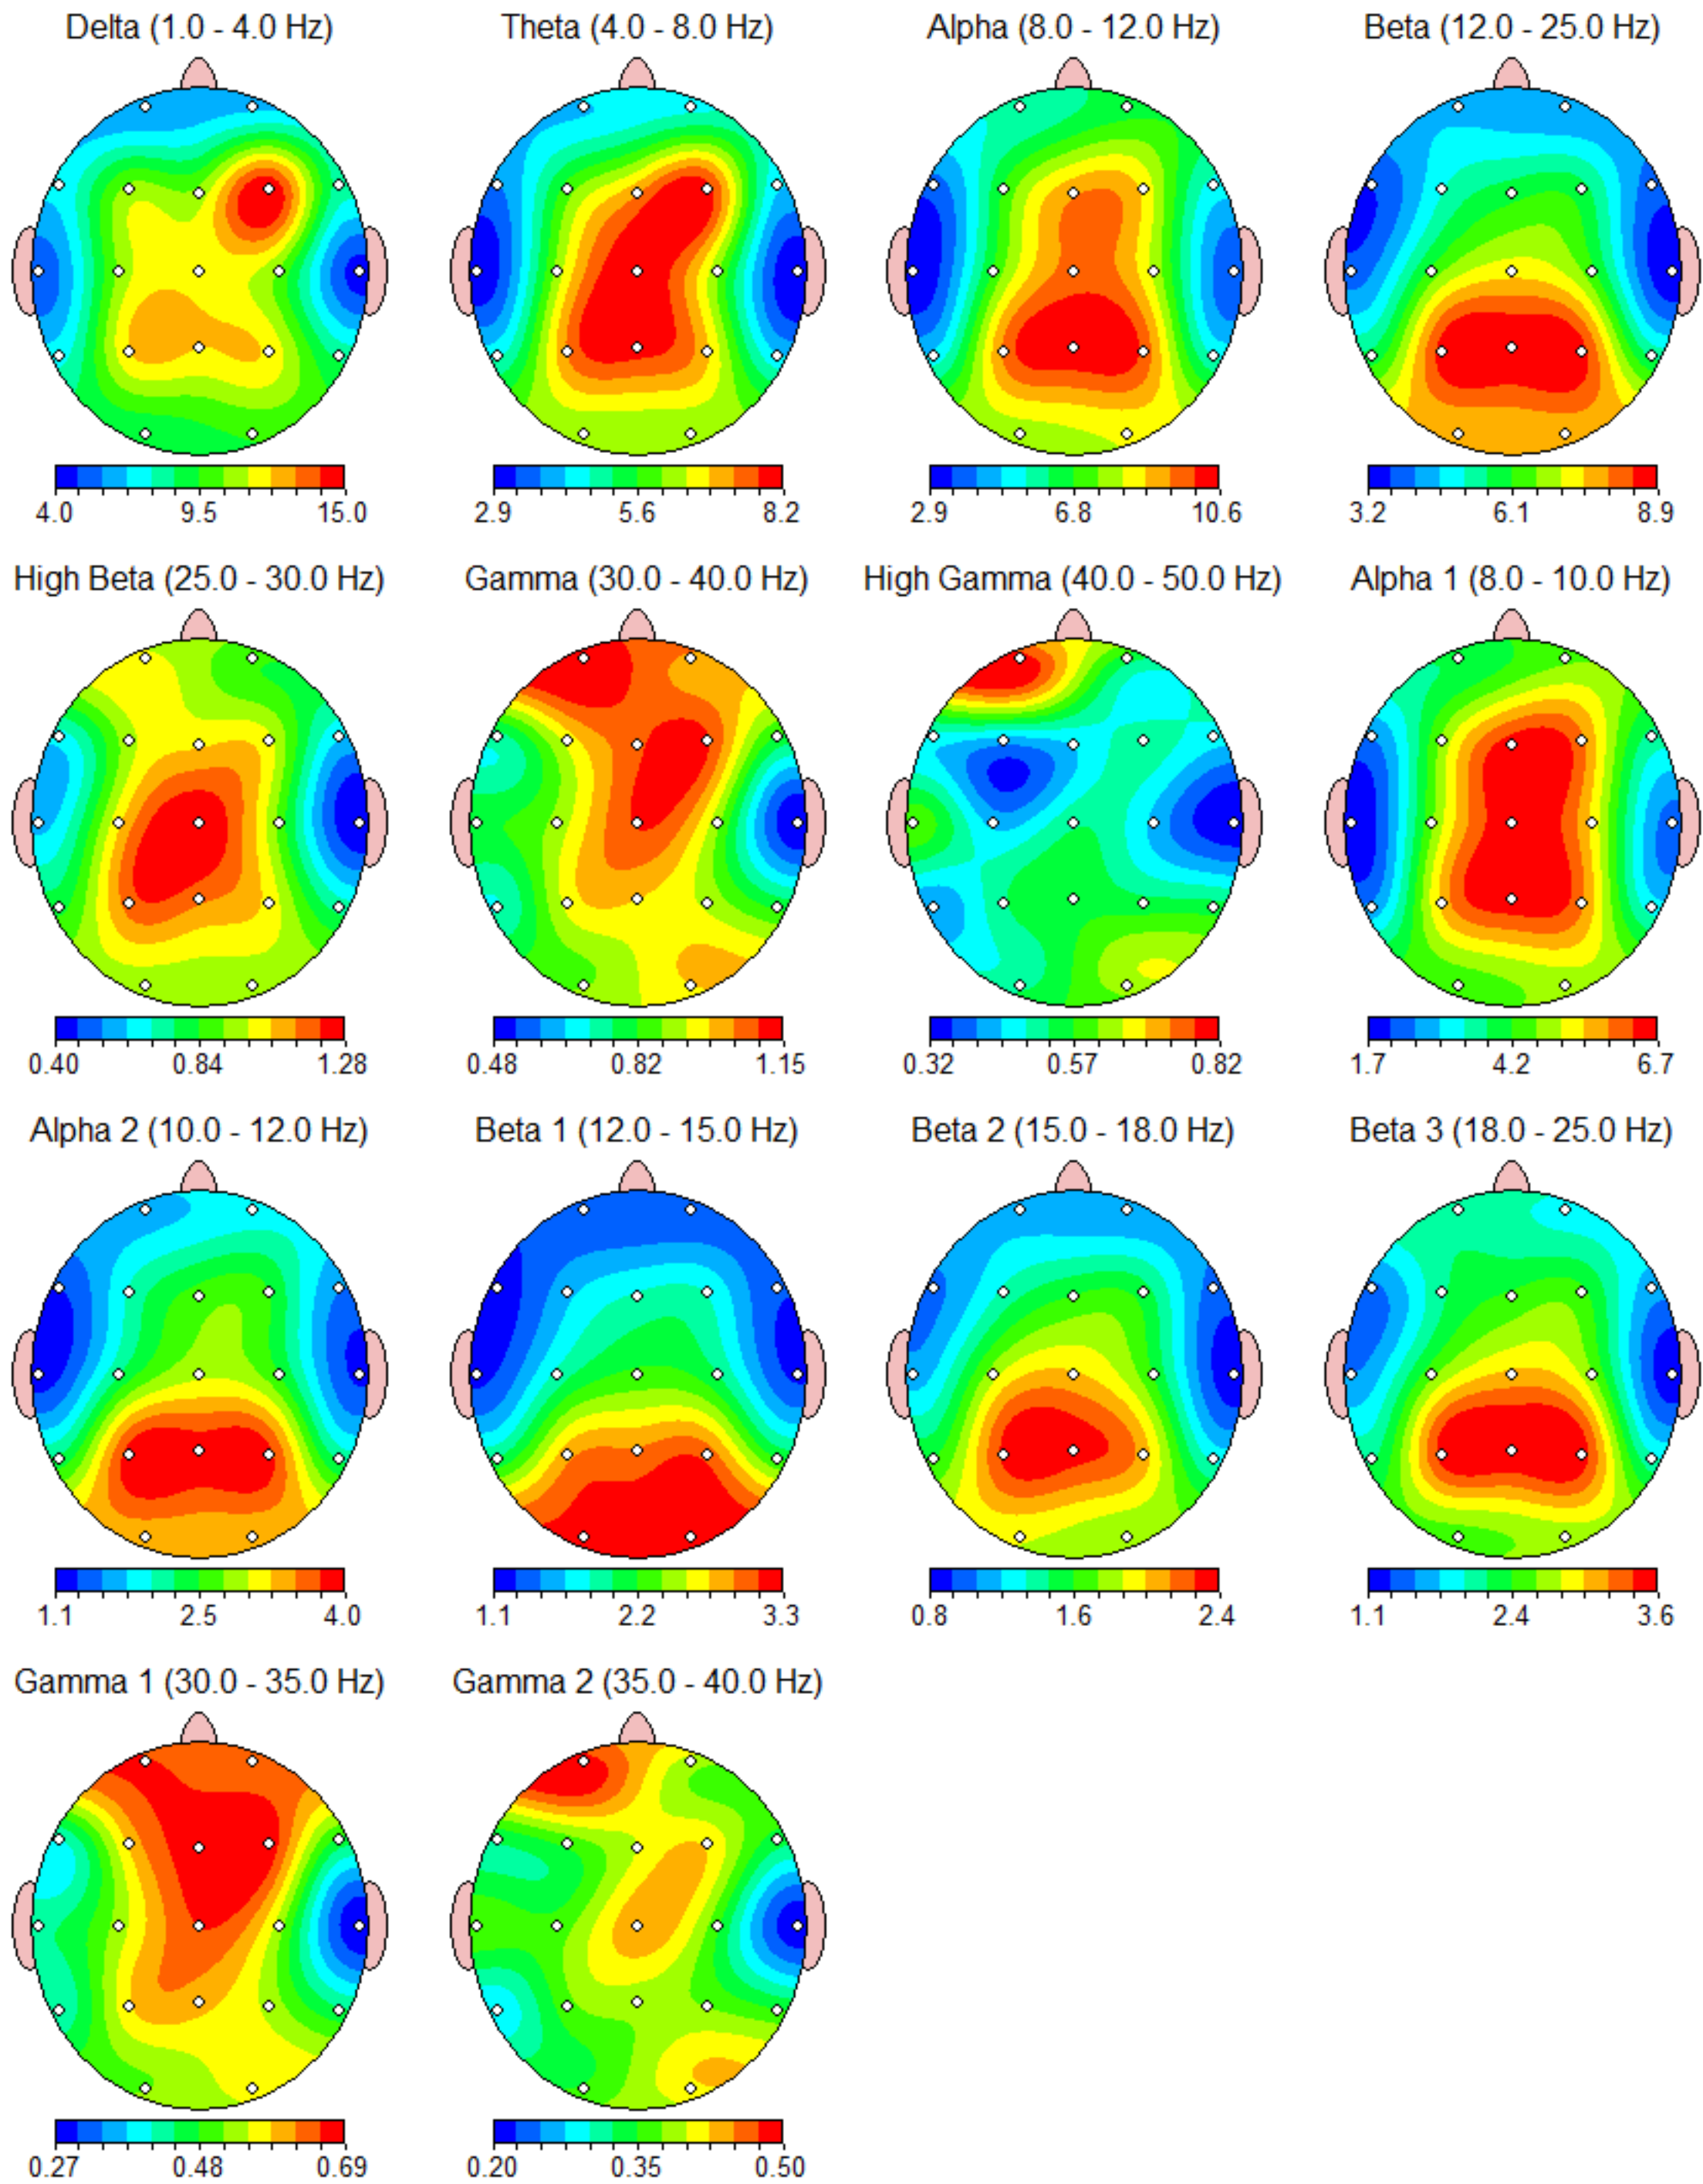 Delta (1.0 - 4.0 Hz) Theta (4.0 - 8.0 Hz) Alpha (8.0 - 12.0 Hz) Beta (12.0 - 25.0 Hz)
4.0 9.5 15.0 2.9 5.6 8.2 2.9 6.8 10.6 3.2 6.1 8.9
High Beta (25.0 - 30.0 Hz) Gamma (30.0 - 40.0 Hz) High Gamma (40.0 - 50.0 Hz) Alpha 1 (8.0 - 10.0 Hz)
0.40 0.84 1.28 0.48 0.82 1.15 0.32 0.57 0.82 1.7 4.2 6.7
Alpha 2 (10.0 - 12.0 Hz) Beta 1 (12.0 - 15.0 Hz) Beta 2 (15.0 - 18.0 Hz) Beta 3 (18.0 - 25.0 Hz)
1.1 2.5 4.0 1.1 2.2 3.3 0.8 1.6 2.4 1.1 2.4 3.6
Gamma 1 (30.0 - 35.0 Hz) Gamma 2 (35.0 - 40.0 Hz)
0.27 0.48 0.69 0.20 0.35 0.50